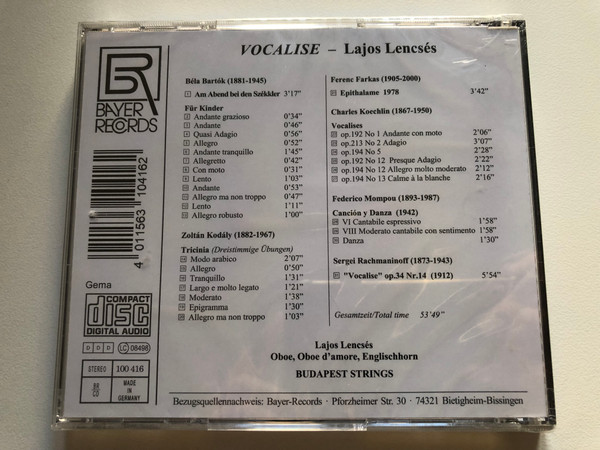 VOCALISE – Lajos Lencsés
BAYER
RECORDS
4 011563 104162
Gema
COMPACT
disc
DIGITAL AUDIO
D D D
LC 08498
STEREO 100 416
MADE
IN
GERMANY
Béla Bartók (1881-1945)
Am Abend bei den Székkler 3'17"
Für Kinder
Andante grazioso 0'34"
Andante 0'46"
Quasi Adagio 0'56"
Allegro 0'52"
Andante tranquillo 1'45"
Allegretto 0'42"
Con moto 0'31"
Lento 1'03"
Andante 0'53"
Allegro ma non troppo 0'47"
Lento 1'11"
Allegro robusto 1'00"
Zoltán Kodály (1882-1967)
Tricinia (Dreistimmige Übungen)
Modo arabico 2'07"
Allegro 0'50"
Tranquillo 1'31"
Largo e molto legato 1'21"
Moderato 1'38"
Epigramma 1'30"
Allegro ma non troppo 1'03"
Ferenc Farkas (1905-2000)
Epithalame 1978 3'42"
Charles Koechlin (1867-1950)
Vocalises
op.192 No 1 Andante con moto 2'06"
op.213 No 2 Adagio 3'07"
op.194 No 5 2'28"
op.192 No 12 Presque Adagio 2'22"
op.194 No 12 Allegro molto moderato 2'12"
op.194 No 13 Calme à la blanche 2'16"
Federico Mompou (1893-1987)
Canción y Danza (1942)
VI Cantabile espressivo 1'58"
VIII Moderato cantabile con sentimento 1'58"
Danza 1'30"
Sergei Rachmaninoff (1873-1943)
"Vocalise" op.34 Nr.14 (1912) 5'54"
Gesamtzeit/Total time 53'49"
Lajos Lencsés
Oboe, Oboe d'amore, Englischhorn
BUDAPEST STRINGS
Bezugsquellennachweis: Bayer-Records · Pforzheimer Str. 30 · 74321 Bietigheim-Bissingen